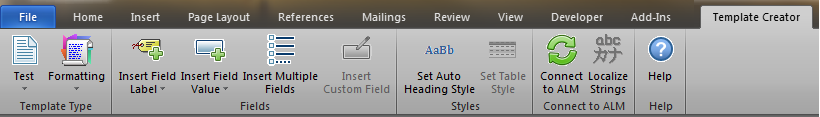 File Home Insert Page Layout References Mailings Review View Developer Add-Ins Template Creator
AaBb abc
カナ
?
Test Formatting Insert Field Insert Field Insert Multiple Insert Set Auto Set Table Connect Localize Help
Label Value Fields Custom Field Heading Style Style to ALM Strings
Template Type Fields Styles Connect to ALM Help